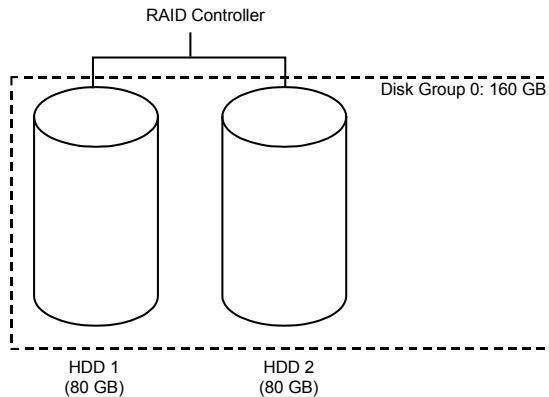 RAID Controller
Disk Group 0: 160 GB
HDD 1
(80 GB)
HDD 2
(80 GB)